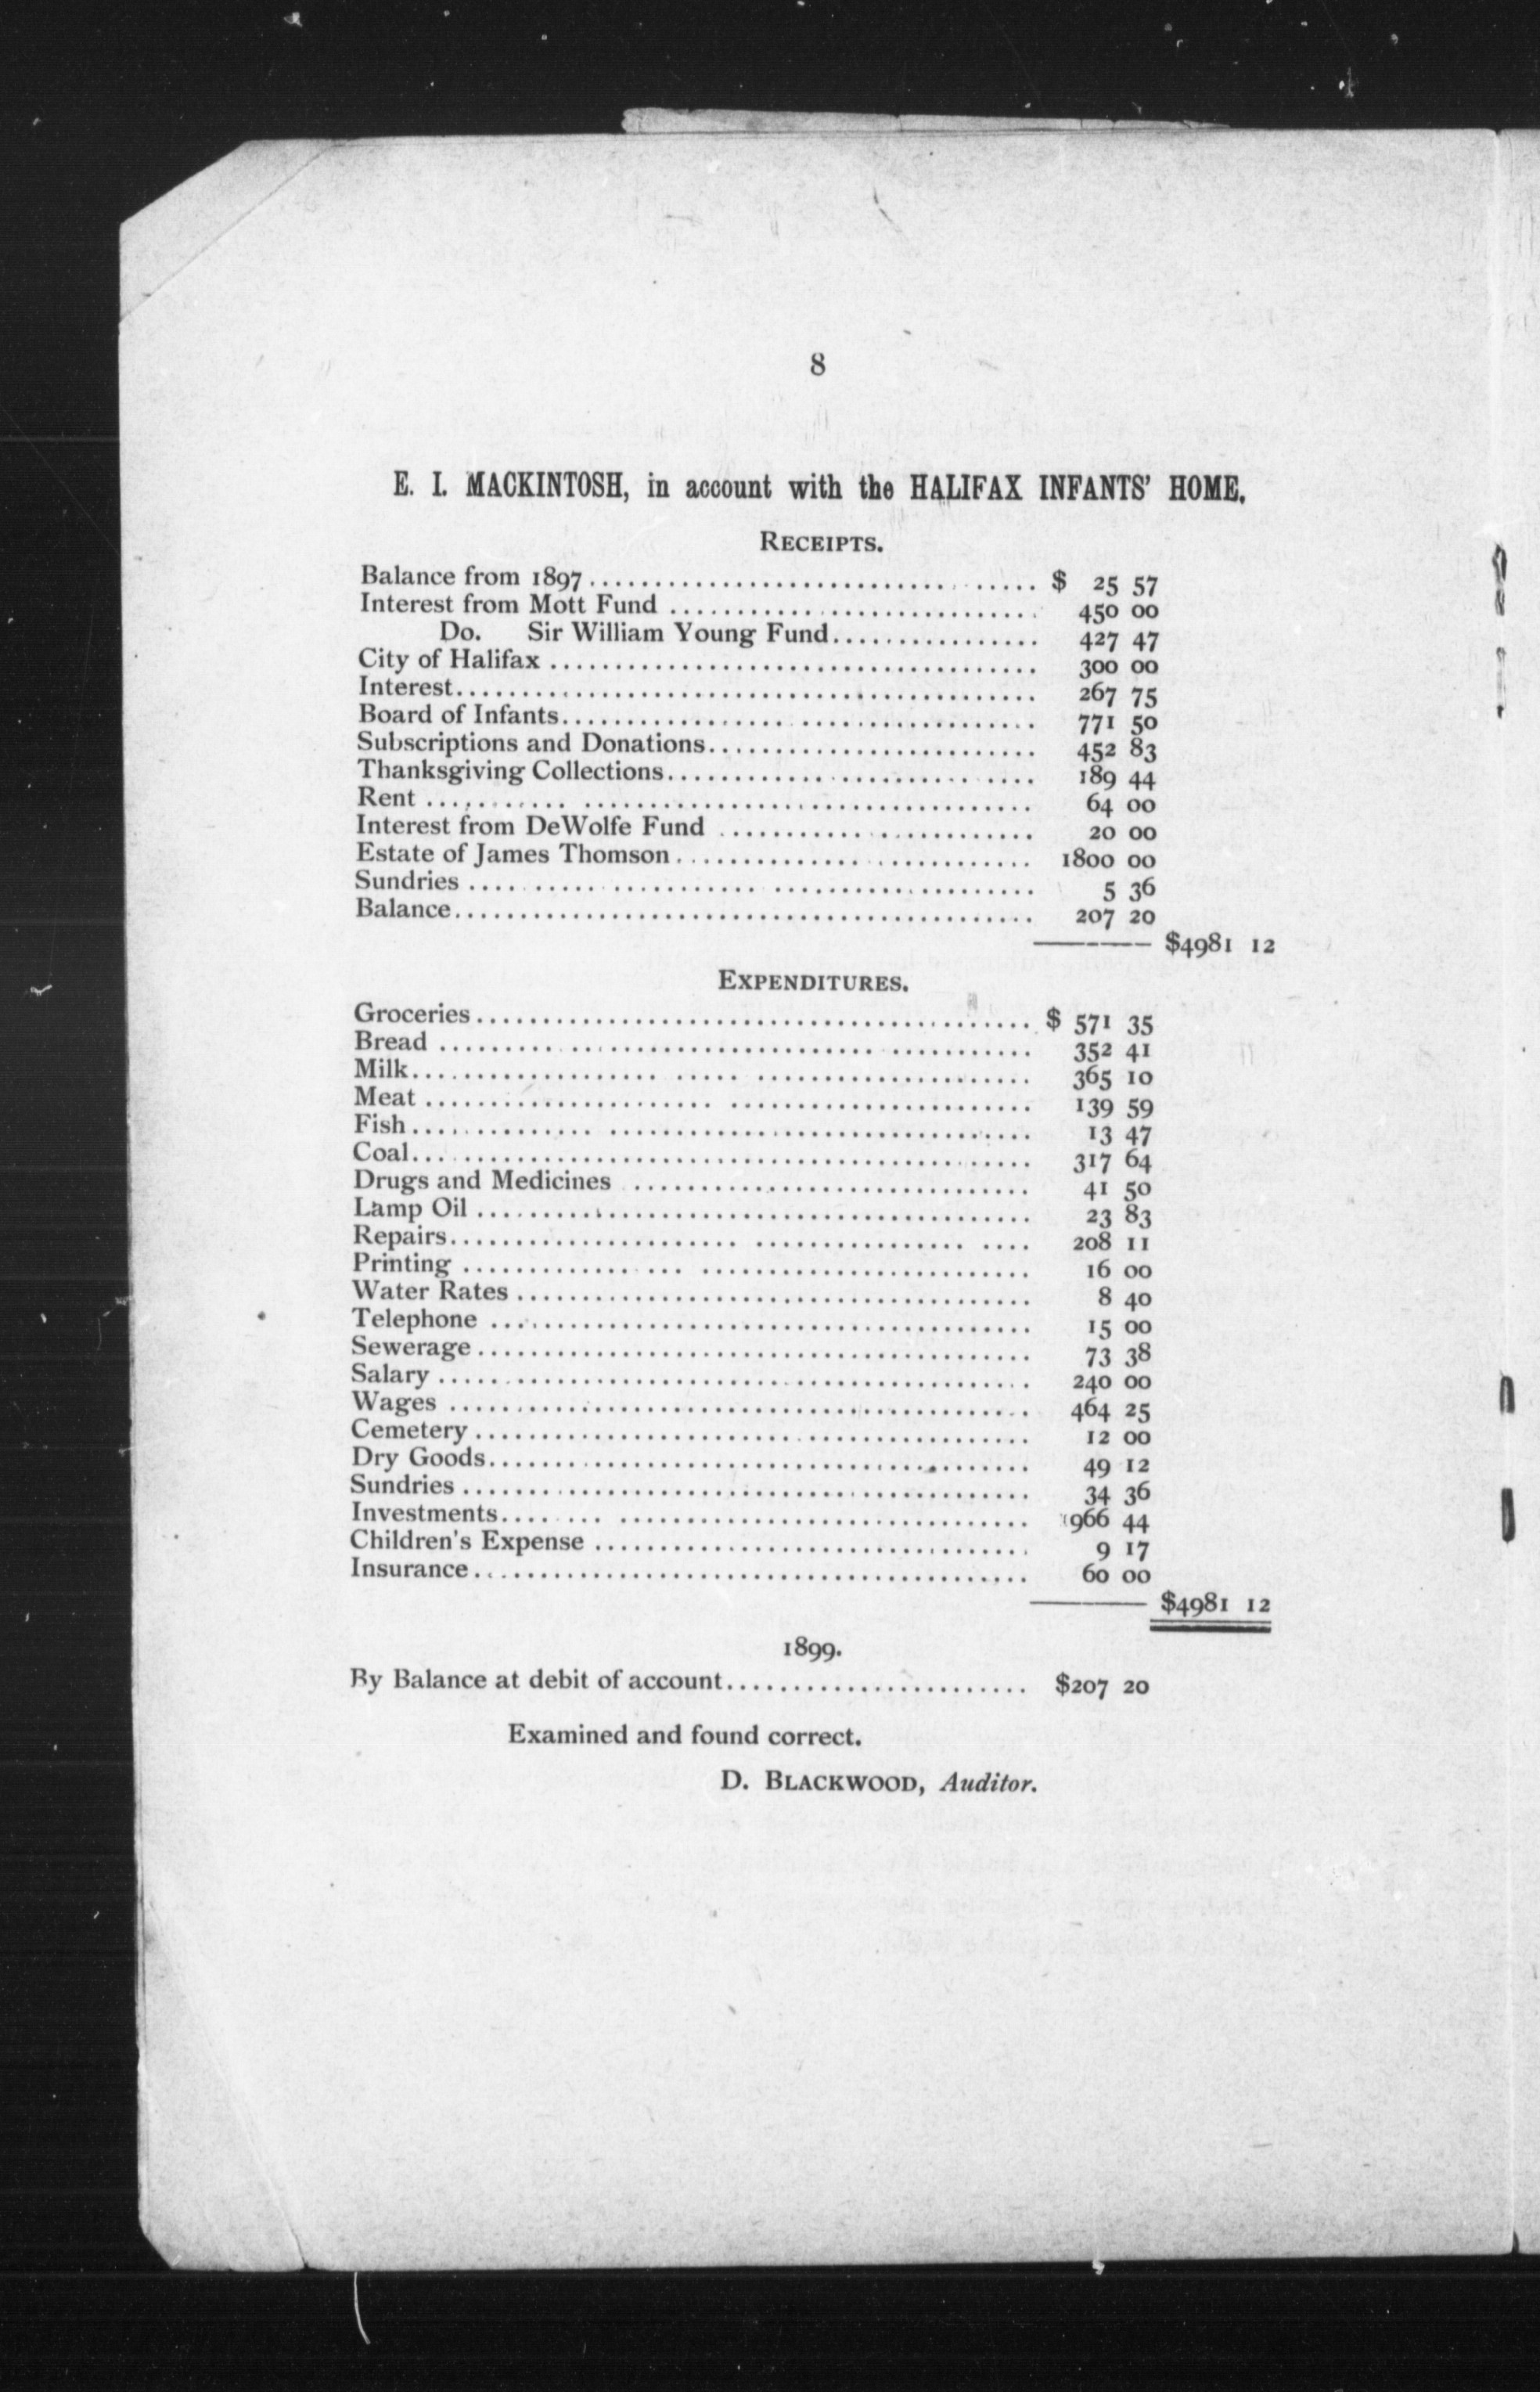 8
E. I. MACKINTOSH, in account with the HALIFAX INFANTS' HOME.
RECEIPTS.
Balance from 1897 $ 25 57
Interest from Mott Fund 450 00
Do. Sir William Young Fund 427 47
City of Halifax 300 00
Interest 267 75
Board of Infants 771 50
Subscriptions and Donations 452 83
Thanksgiving Collections 189 44
Rent 64 00
Interest from DeWolfe Fund 20 00
Estate of James Thomson 1800 00
Sundries 5 36
Balance 207 20
$4981 12
EXPENDITURES.
Groceries $ 571 35
Bread 352 41
Milk 365 10
Meat 139 59
Fish 13 47
Coal 317 64
Drugs and Medicines 41 50
Lamp Oil 23 83
Repairs 208 11
Printing 16 00
Water Rates 8 40
Telephone 15 00
Sewerage 73 38
Salary 240 00
Wages 464 25
Cemetery 12 00
Dry Goods 49 12
Sundries 34 36
Investments 1966 44
Children's Expense 9 17
Insurance 60 00
$4981 12
1899.
By Balance at debit of account $207 20
Examined and found correct.
D. BLACKWOOD, Auditor.